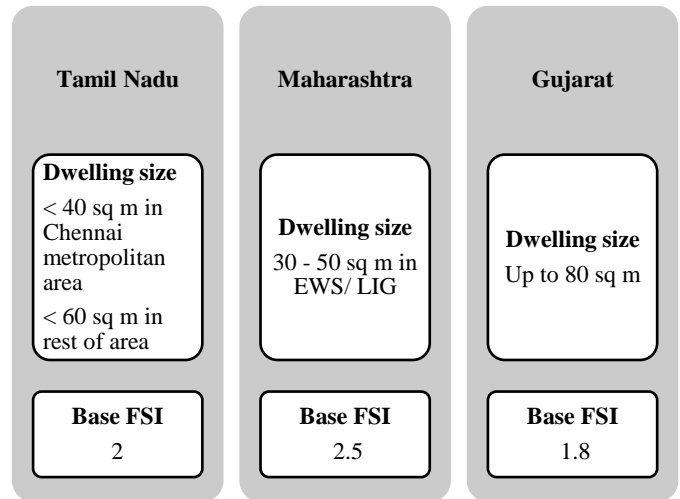 Tamil Nadu
Dwelling size
< 40 sq m in
Chennai
metropolitan
area
< 60 sq m in
rest of area
Base FSI
2
Maharashtra
Dwelling size
30 - 50 sq m in
EWS/ LIG
Base FSI
2.5
Gujarat
Dwelling size
Up to 80 sq m
Base FSI
1.8